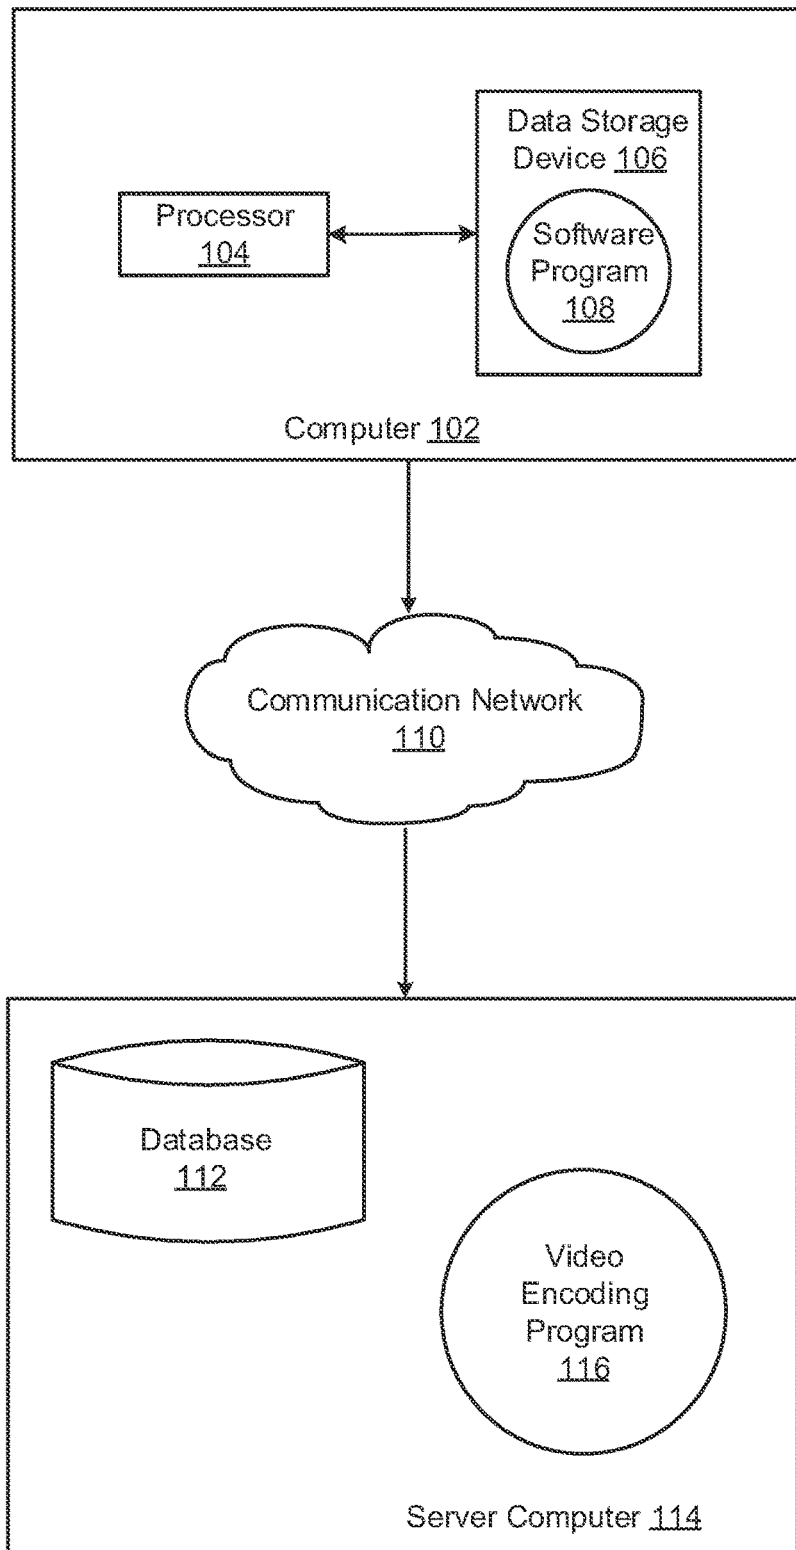 Data Storage
Device 106
Processor
104
Software
Program
108
Computer 102
Communication Network
110
Database
112
Video
Encoding
Program
116
Server Computer 114